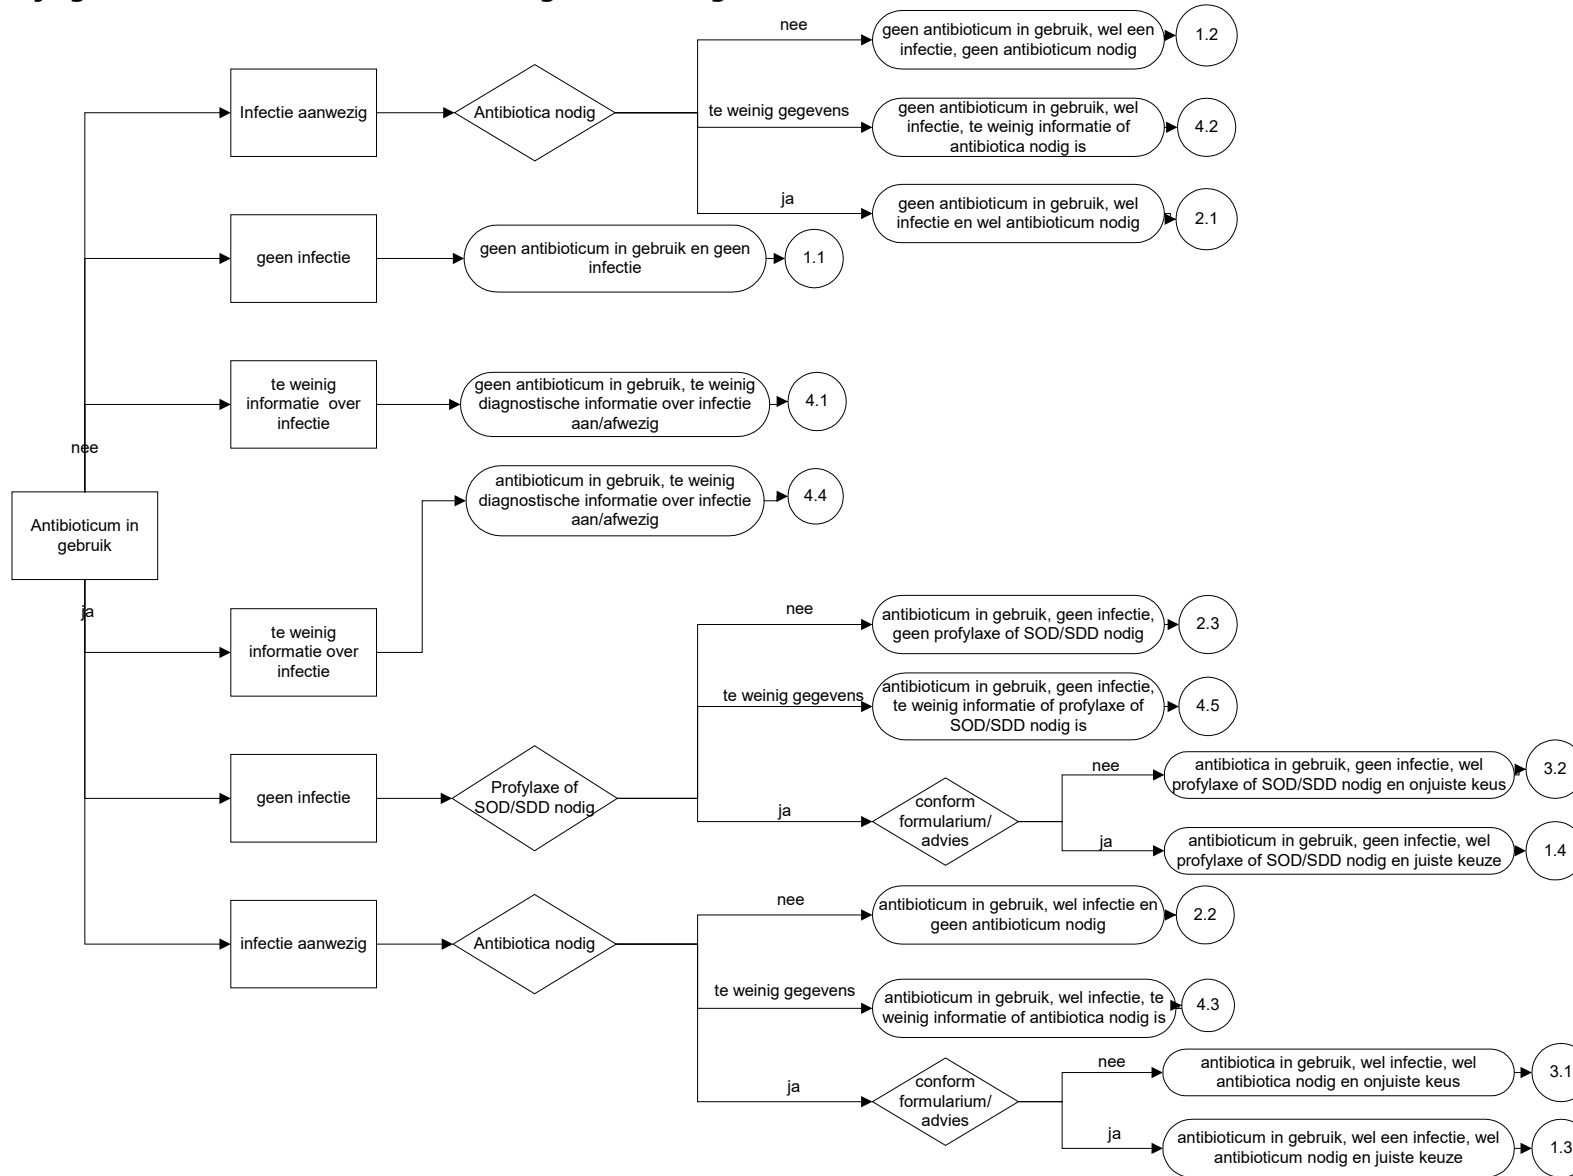 nee
geen antibioticum in gebruik, wel een
infectie, geen antibioticum nodig
1.2
Infectie aanwezig
Antibiotica nodig
te weinig gegevens
geen antibioticum in gebruik, wel
infectie, te weinig informatie of
antibiotica nodig is
4.2
ja
geen antibioticum in gebruik, wel
infectie en wel antibioticum nodig
2.1
geen infectie
geen antibioticum in gebruik en geen
infectie
1.1
te weinig
informatie over
infectie
geen antibioticum in gebruik, te weinig
diagnostische informatie over infectie
aan/afwezig
4.1
nee
antibioticum in gebruik, te weinig
diagnostische informatie over infectie
aan/afwezig
4.4
Antibioticum in
gebruik
ja
te weinig
informatie over
infectie
nee
antibioticum in gebruik, geen infectie,
geen profylaxe of SOD/SDD nodig
2.3
te weinig gegevens
antibioticum in gebruik, geen infectie,
te weinig informatie of profylaxe of
SOD/SDD nodig is
4.5
geen infectie
Profylaxe of
SOD/SDD nodig
ja
conform
formularium/
advies
nee
antibiotica in gebruik, geen infectie, wel
profylaxe of SOD/SDD nodig en onjuiste keus
3.2
ja
antibioticum in gebruik, geen infectie, wel
profylaxe of SOD/SDD nodig en juiste keuze
1.4
infectie aanwezig
Antibiotica nodig
nee
antibioticum in gebruik, wel infectie en
geen antibioticum nodig
2.2
te weinig gegevens
antibioticum in gebruik, wel infectie, te
weinig informatie of antibiotica nodig is
4.3
ja
conform
formularium/
advies
nee
antibiotica in gebruik, wel infectie, wel
antibiotica nodig en onjuiste keus
3.1
ja
antibioticum in gebruik, wel een infectie, wel
antibioticum nodig en juiste keuze
1.3